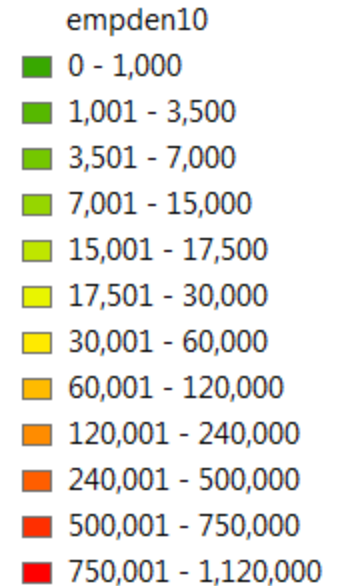 empden10
0 - 1,000
1,001 - 3,500
3,501 - 7,000
7,001 - 15,000
15,001 - 17,500
17,501 - 30,000
30,001 - 60,000
60,001 - 120,000
120,001 - 240,000
240,001 - 500,000
500,001 - 750,000
750,001 - 1,120,000